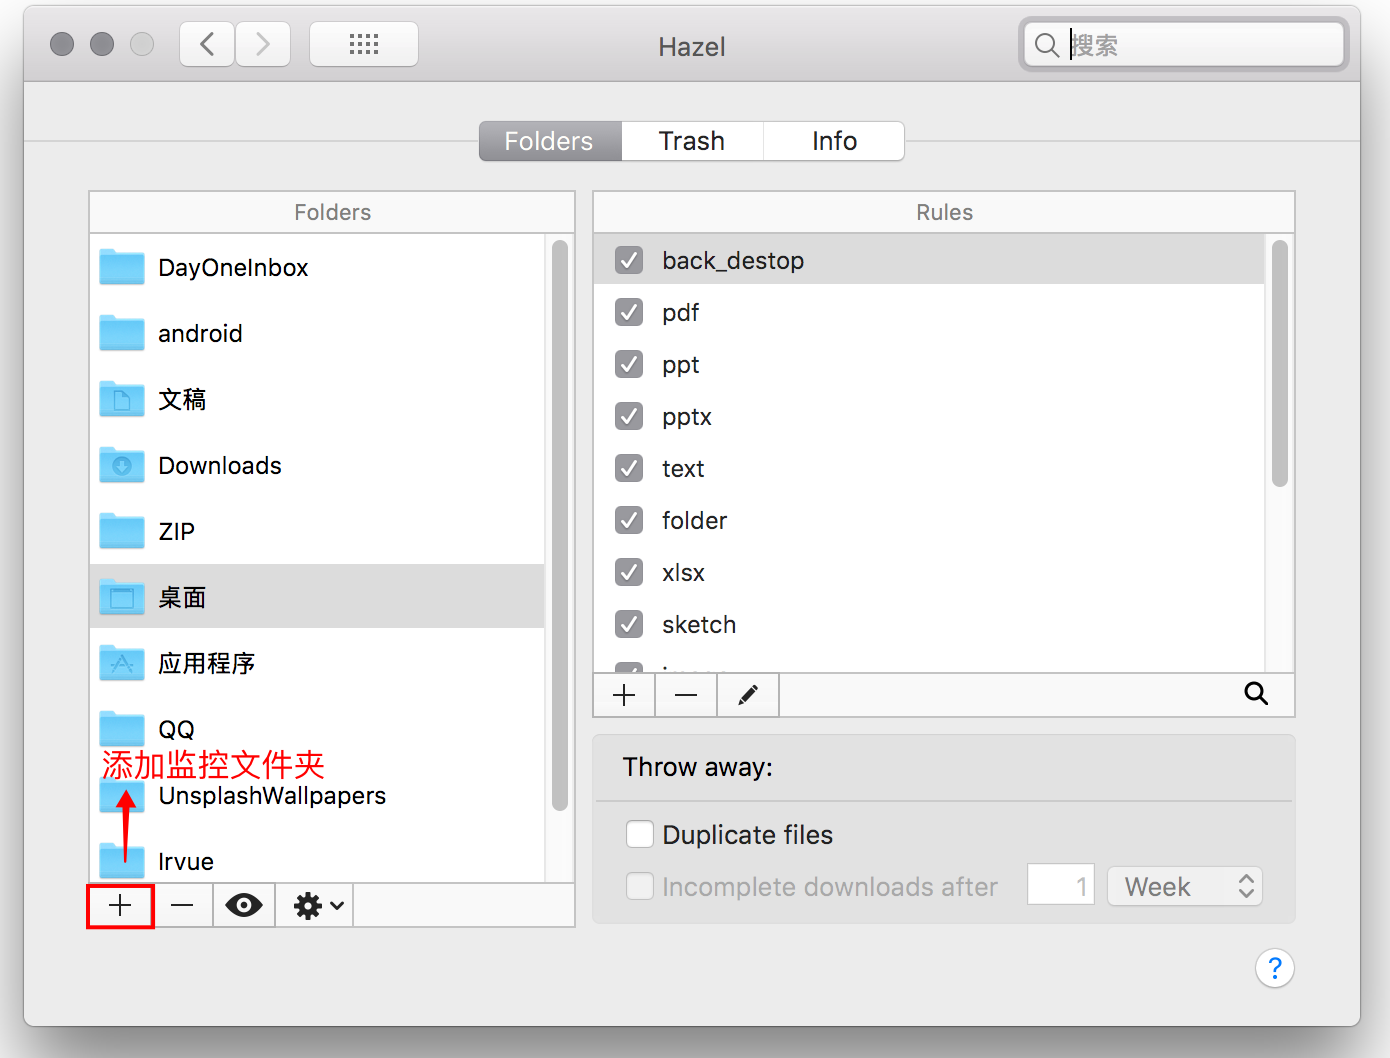 Hazel
搜索
Folders
Trash
Info
Folders
DayOneInbox
android
文稿
Downloads
ZIP
桌面
应用程序
QQ
添加监控文件夹
UnsplashWallpapers
Irvue
Rules
back_destop
pdf
ppt
pptx
text
folder
xlsx
sketch
Throw away:
Duplicate files
Incomplete downloads after
1
Week
?